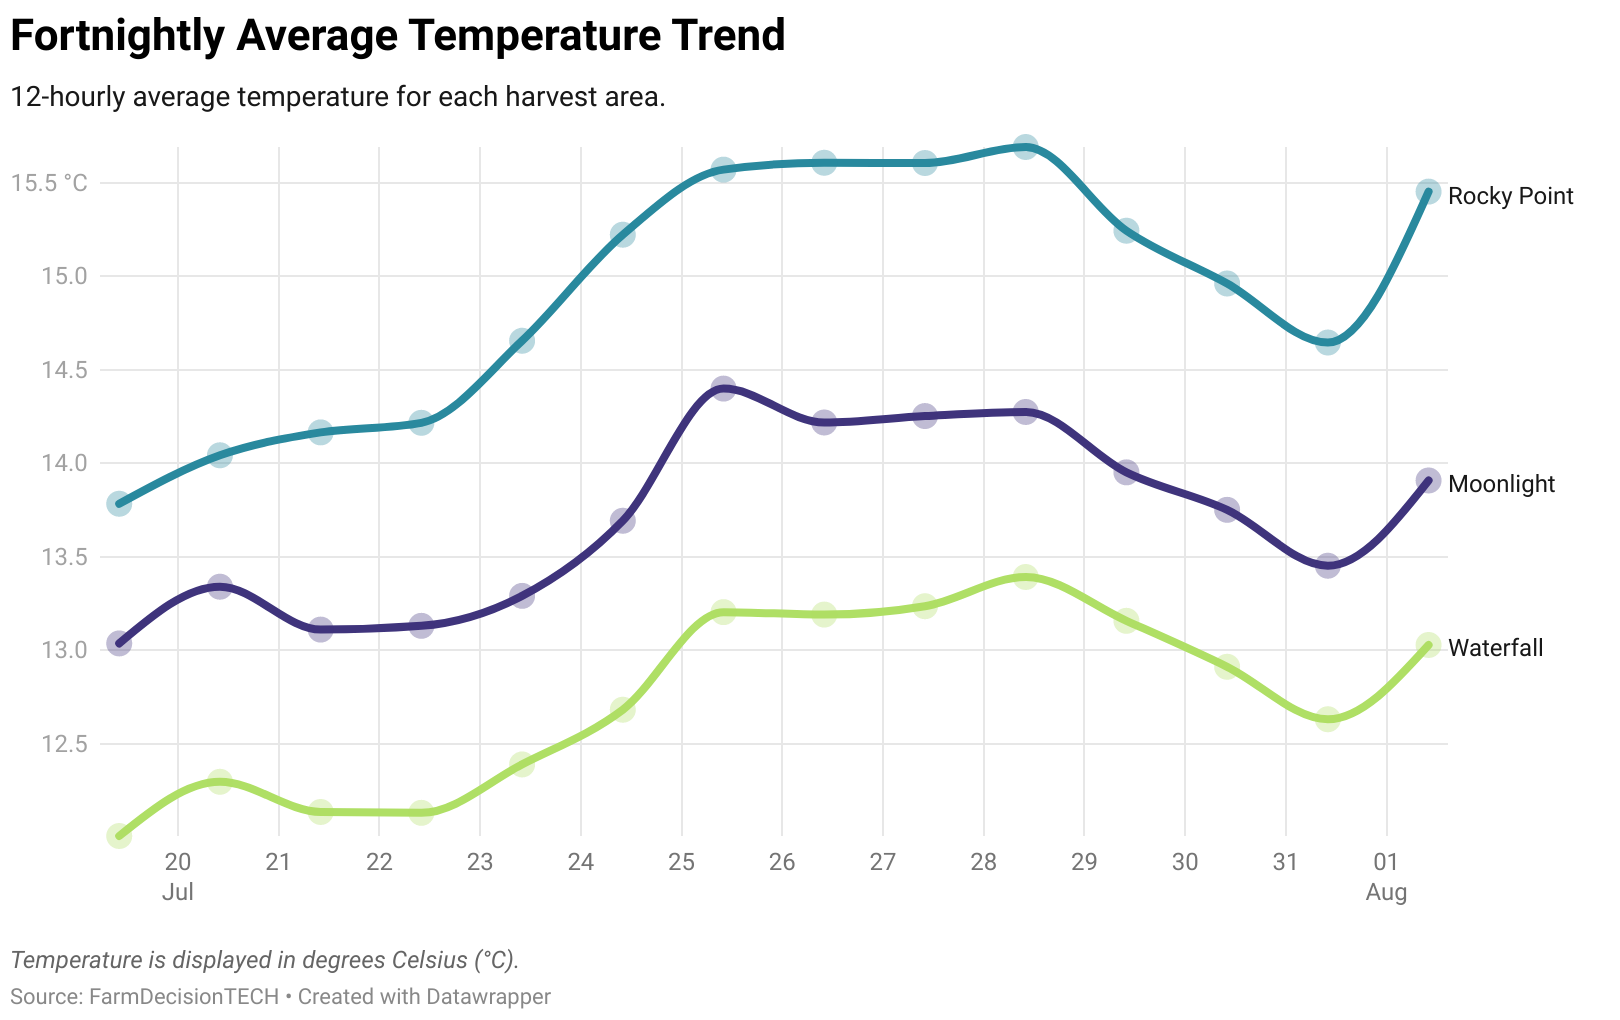 Fortnightly Average Temperature Trend
12-hourly average temperature for each harvest area.
15.5 °C
15.0
14.5
14.0
13.5
13.0
12.5
Rocky Point
Moonlight
Waterfall
20 21 22 23 24 25 26 27 28 29 30 31 01
Jul Aug
Temperature is displayed in degrees Celsius (°C).
Source: FarmDecisionTECH • Created with Datawrapper